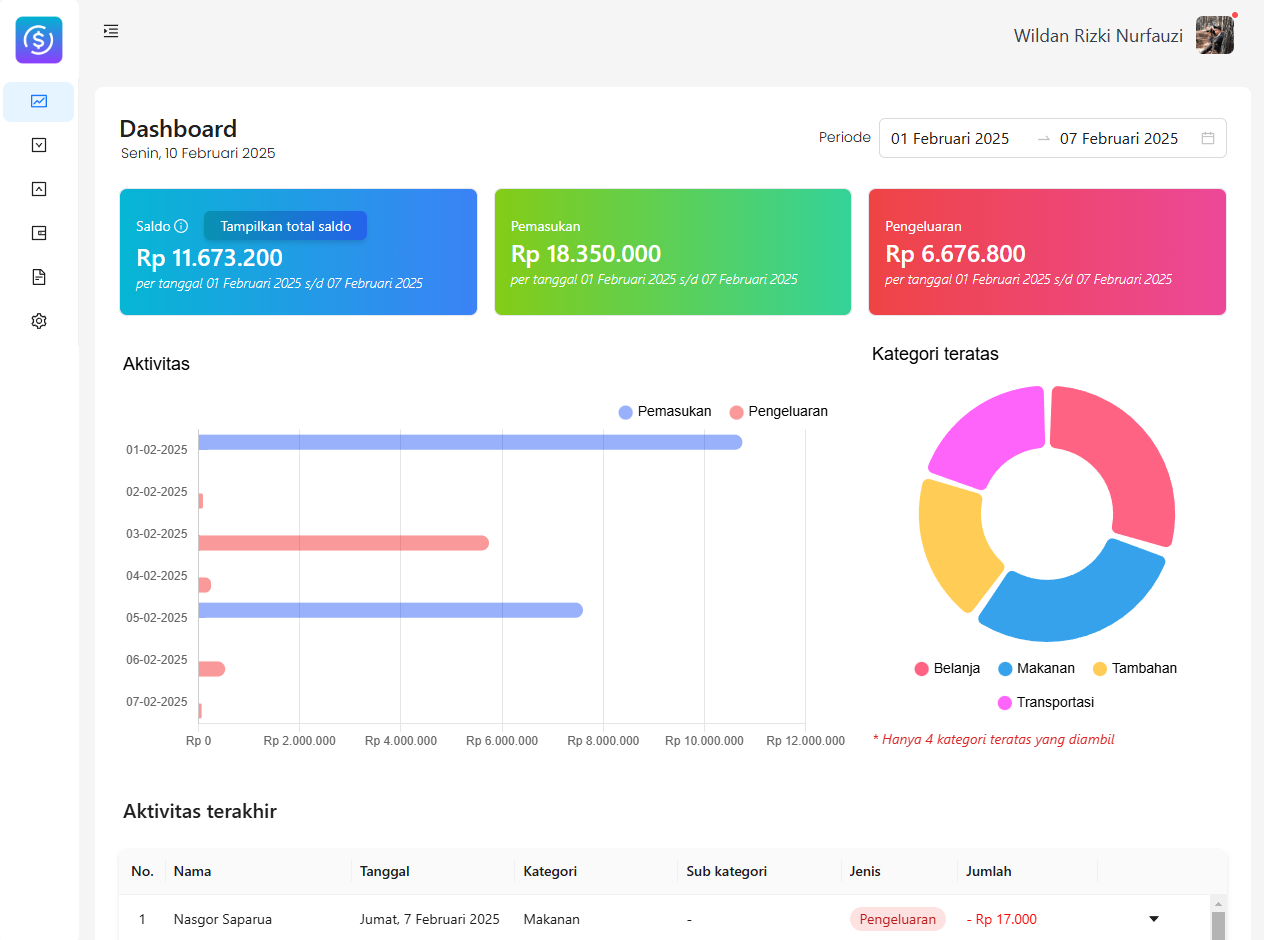 Wildan Rizki Nurfauzi
Dashboard
Senin, 10 Februari 2025
Periode 01 Februari 2025 → 07 Februari 2025
Saldo Tampilkan total saldo
Rp 11.673.200
per tanggal 01 Februari 2025 s/d 07 Februari 2025
Pemasukan
Rp 18.350.000
per tanggal 01 Februari 2025 s/d 07 Februari 2025
Pengeluaran
Rp 6.676.800
per tanggal 01 Februari 2025 s/d 07 Februari 2025
Aktivitas
Pemasukan Pengeluaran
01-02-2025
02-02-2025
03-02-2025
04-02-2025
05-02-2025
06-02-2025
07-02-2025
Rp 0 Rp 2.000.000 Rp 4.000.000 Rp 6.000.000 Rp 8.000.000 Rp 10.000.000 Rp 12.000.000
Kategori teratas
Belanja Makanan Tambahan
Transportasi
* Hanya 4 kategori teratas yang diambil
Aktivitas terakhir
No. Nama Tanggal Kategori Sub kategori Jenis Jumlah
1 Nasgor Saparua Jumat, 7 Februari 2025 Makanan - Pengeluaran - Rp 17.000